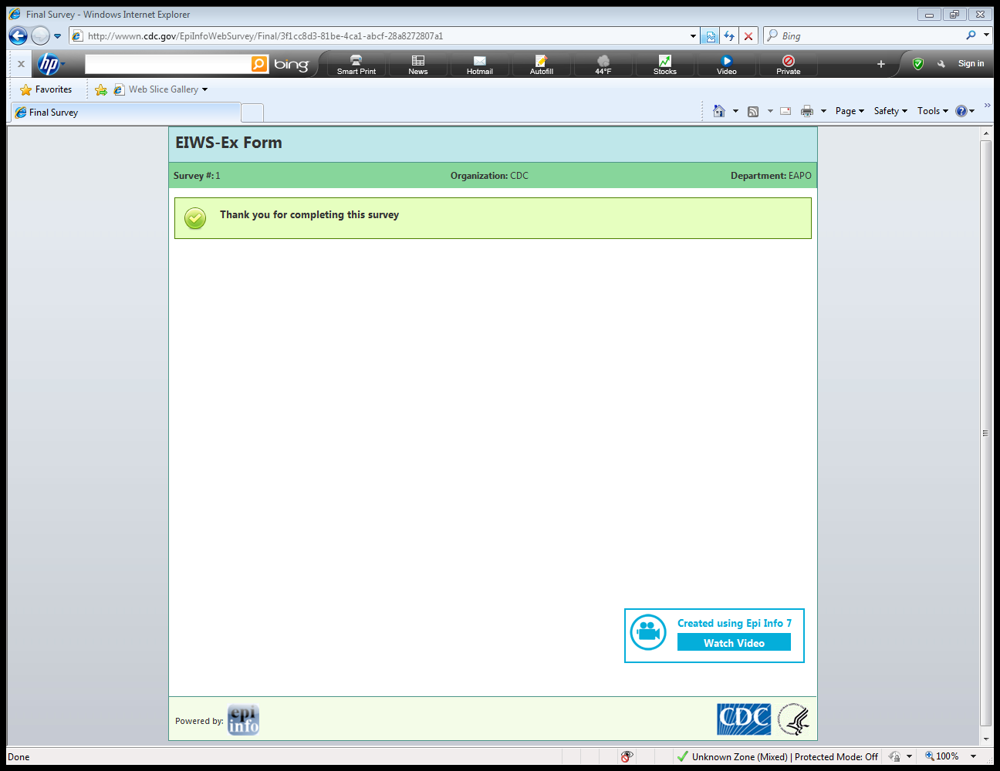 Final Survey - Windows Internet Explorer
http://wwwn.cdc.gov/EpiInfoWebSurvey/Final/3f1cc8d3-81be-4ca1-abcf-28a8272807a1
Bing
x hp bing Smart Print News Hotmail Autofill 44°F Stocks Video Private + Sign in
Favorites Web Slice Gallery
Final Survey Page Safety Tools »
EIWS-Ex Form
Survey #: 1 Organization: CDC Department: EAPO
Thank you for completing this survey
Created using Epi Info 7
Watch Video
Powered by: epi info CDC
Done Unknown Zone (Mixed) | Protected Mode: Off 100%